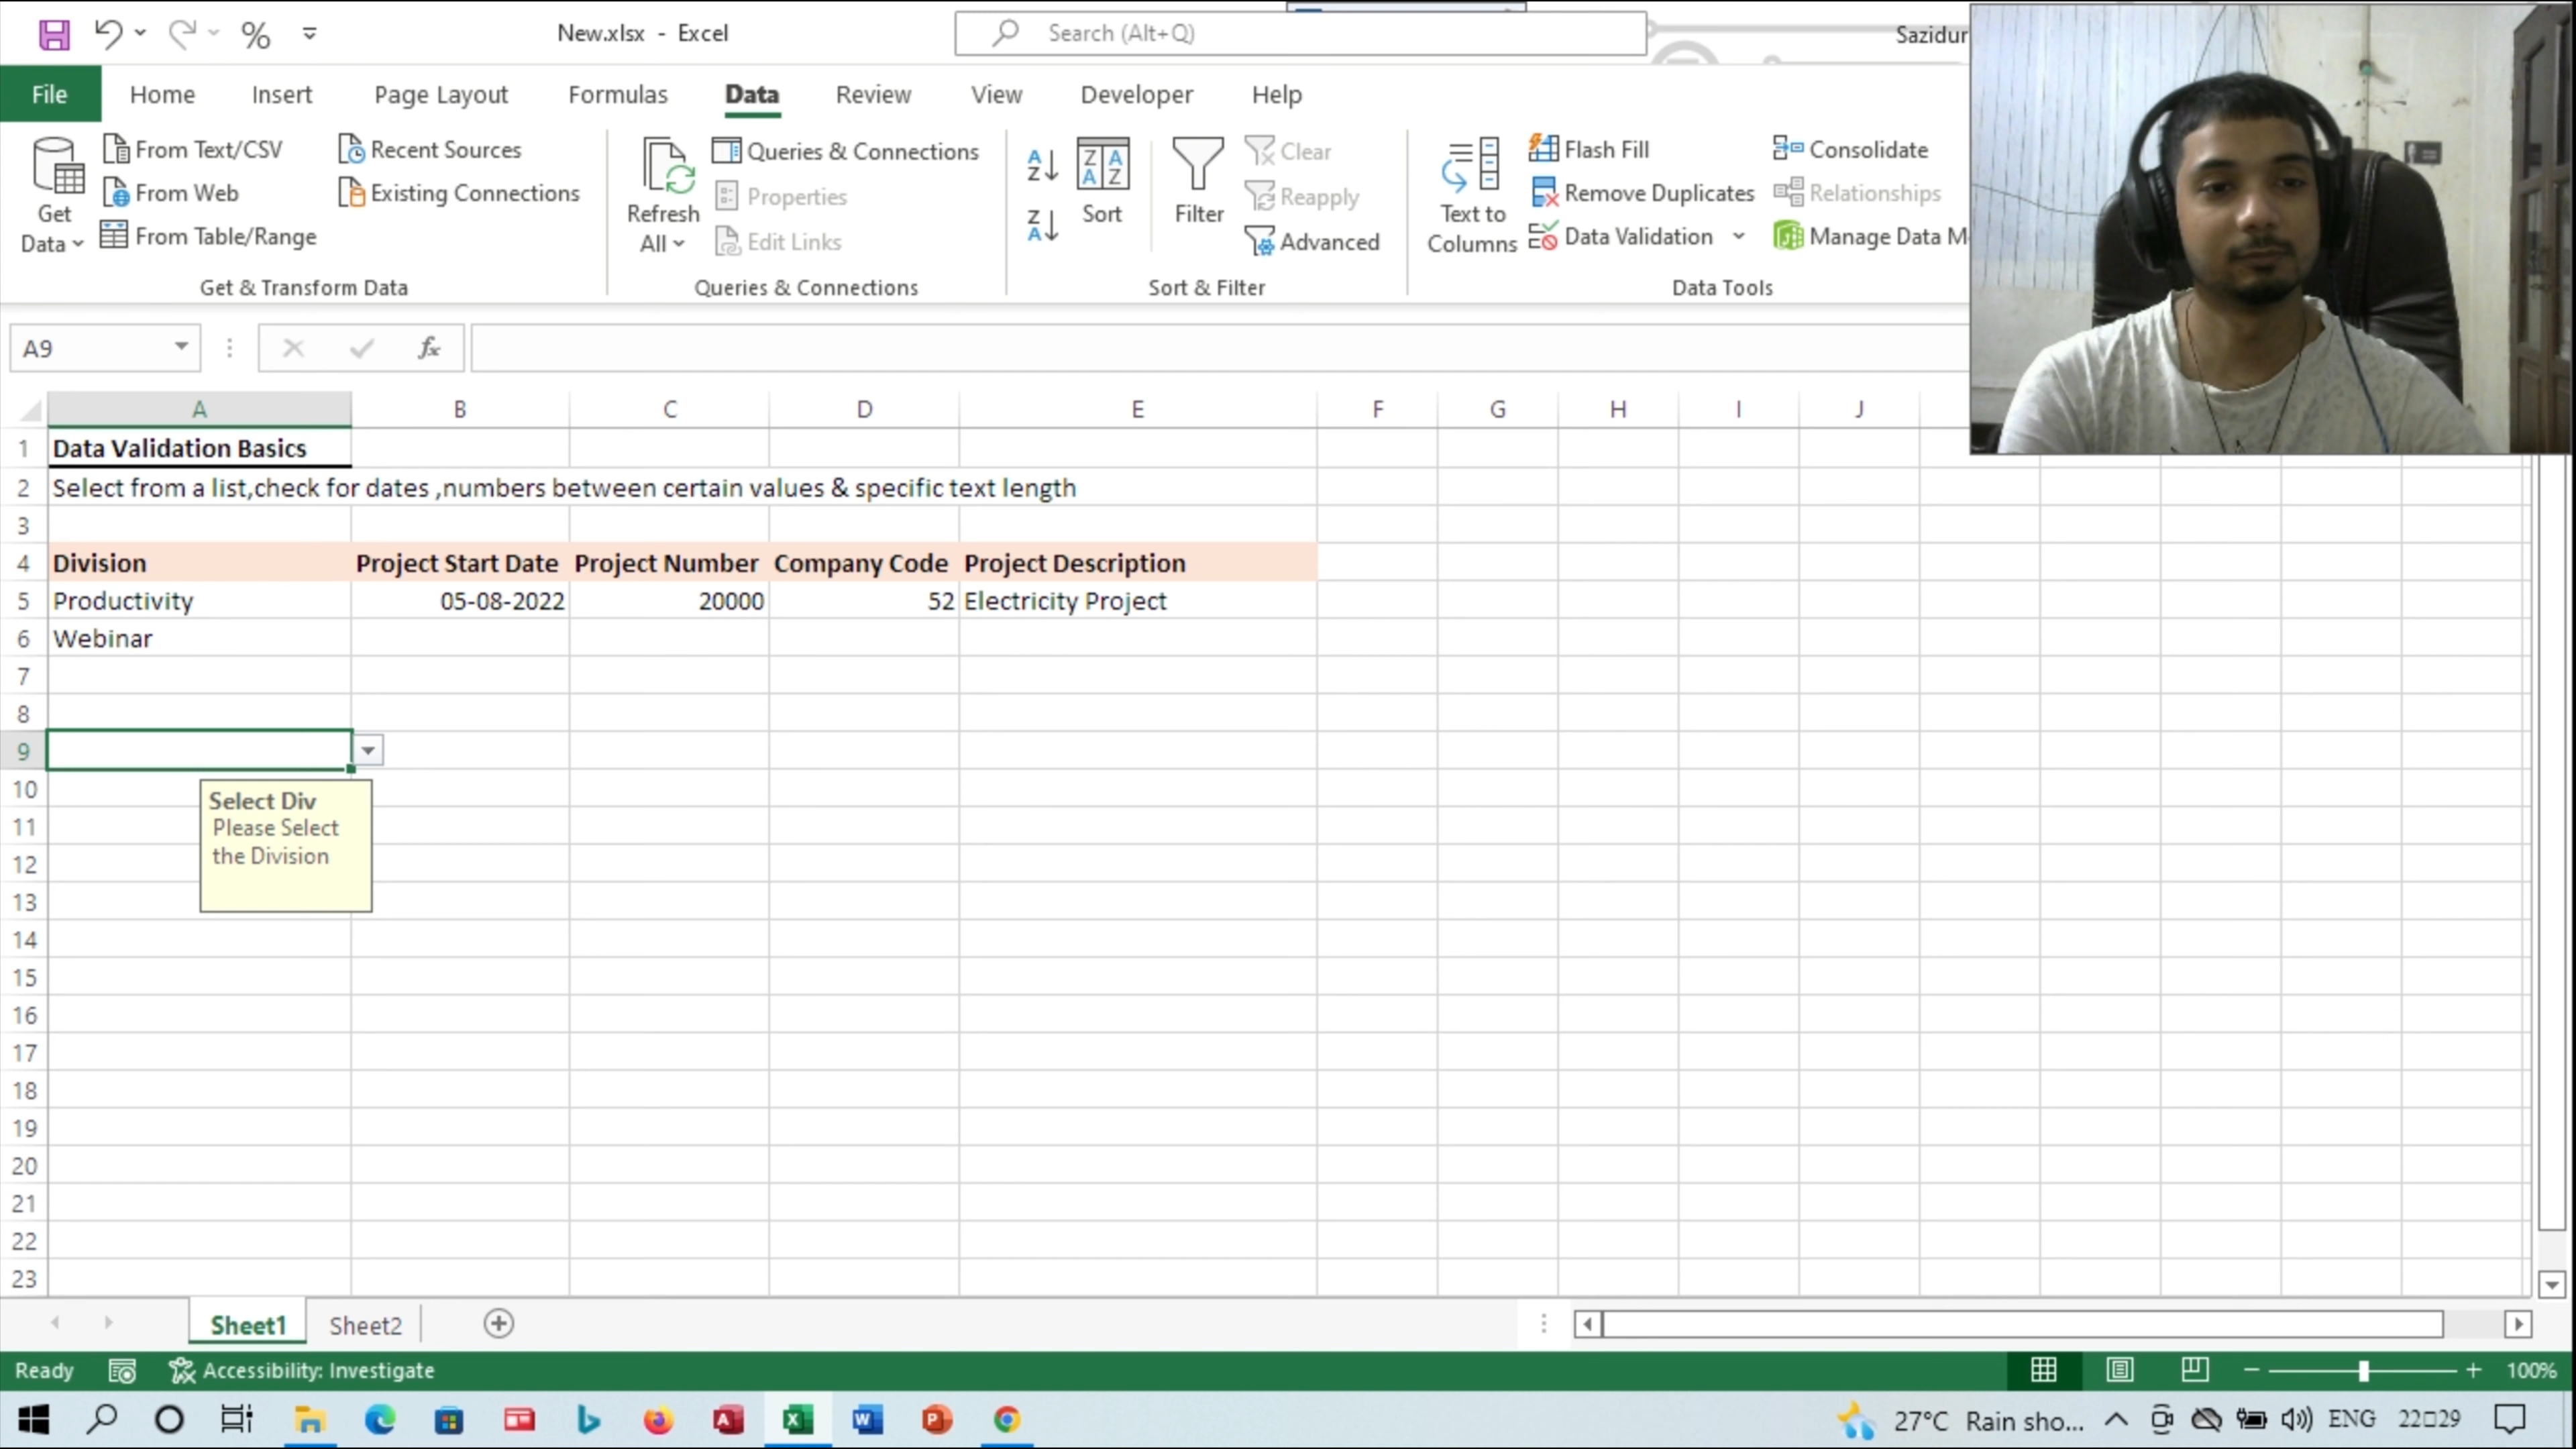 New.xlsx - Excel
Search (Alt+Q)
Sazidur
File Home Insert Page Layout Formulas Data Review View Developer Help
Get Data
From Text/CSV
From Web
From Table/Range
Recent Sources
Existing Connections
Get & Transform Data
Refresh All
Queries & Connections
Properties
Edit Links
Queries & Connections
Sort
Filter
Clear
Reapply
Advanced
Sort & Filter
Text to Columns
Flash Fill
Remove Duplicates
Data Validation
Consolidate
Relationships
Manage Data M
Data Tools
A9
fx
A B C D E F G H I J
1 Data Validation Basics
2 Select from a list,check for dates ,numbers between certain values & specific text length
3
4 Division Project Start Date Project Number Company Code Project Description
5 Productivity 05-08-2022 20000 52 Electricity Project
6 Webinar
7
8
9
10
Select Div
Please Select
the Division
11
12
13
14
15
16
17
18
19
20
21
22
23
Sheet1 Sheet2
Ready Accessibility: Investigate 100%
27°C Rain sho... ENG 22□29